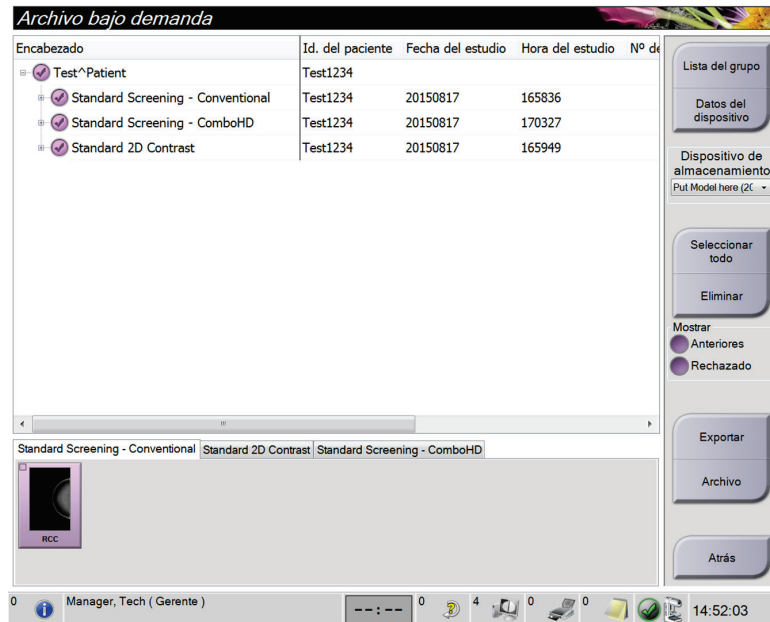 Archivo bajo demanda
Encabezado Id. del paciente Fecha del estudio Hora del estudio Nº de
Test^Patient Test1234
Standard Screening - Conventional Test1234 20150817 165836
Standard Screening - ComboHD Test1234 20150817 170327
Standard 2D Contrast Test1234 20150817 165949
Lista del grupo
Datos del
dispositivo
Dispositivo de
almacenamiento
Put Model here (20
Seleccionar
todo
Eliminar
Mostrar
Anteriores
Rechazado
Exportar
Archivo
Atrás
Standard Screening - Conventional Standard 2D Contrast Standard Screening - ComboHD
RCC
0 Manager, Tech ( Gerente ) --:-- 0 4 0 0 14:52:03